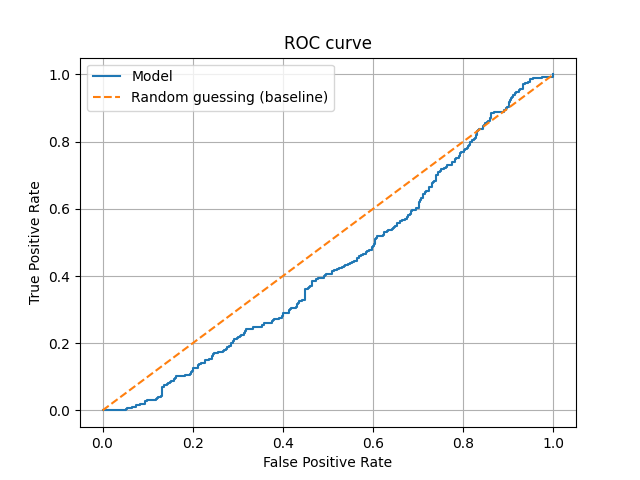 ROC curve
Model
Random guessing (baseline)
1.0
0.8
0.6
0.4
0.2
0.0
True Positive Rate
0.0 0.2 0.4 0.6 0.8 1.0
False Positive Rate